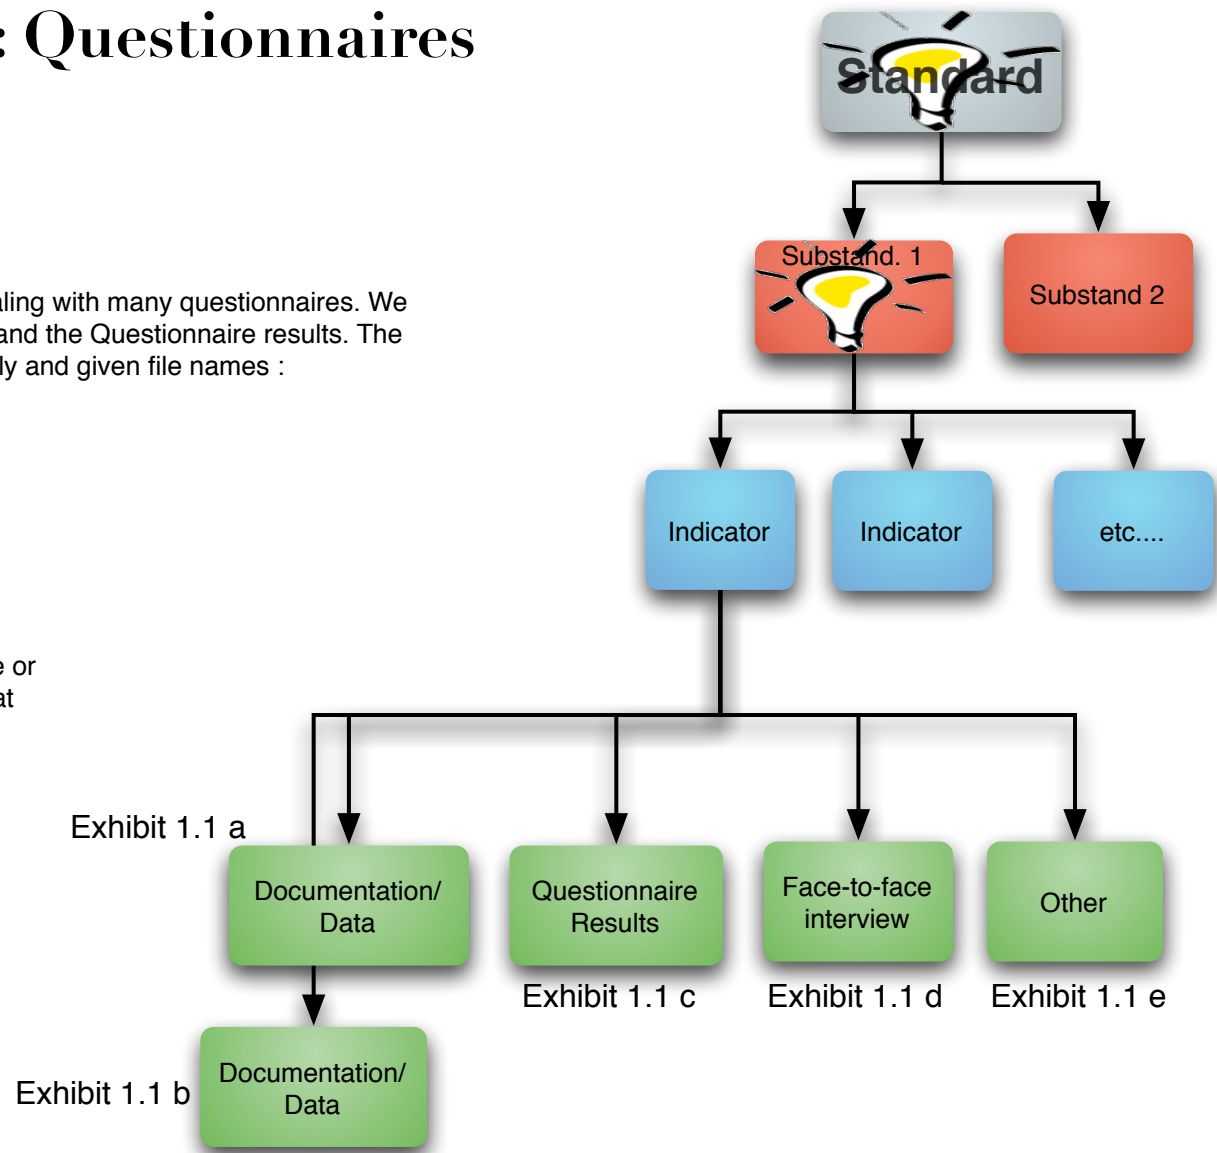 : Questionnaires
Standard
Substand. 1
Substand 2
aling with many questionnaires. We
and the Questionnaire results. The
ly and given file names :
Indicator
Indicator
etc....
e or
at
Exhibit 1.1 a
Documentation/
Data
Questionnaire
Results
Face-to-face
interview
Other
Exhibit 1.1 c
Exhibit 1.1 d
Exhibit 1.1 e
Exhibit 1.1 b
Documentation/
Data